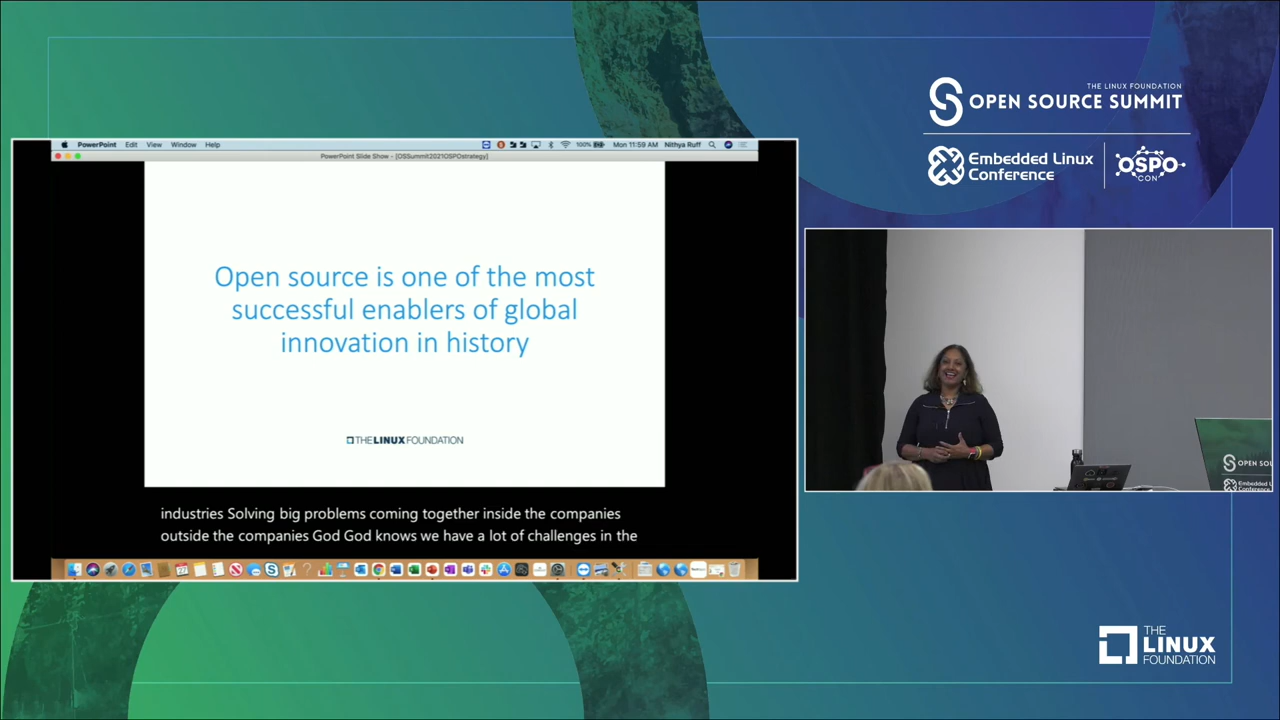 THE LINUX FOUNDATION
OPEN SOURCE SUMMIT
Embedded Linux
Conference
OSPO
CON
PowerPoint Edit View Window Help
100% Mon 11:59 AM Nithya Ruff
PowerPoint Slide Show - [OSSummit2021OSPOstrategy]
Open source is one of the most
successful enablers of global
innovation in history
THE LINUX FOUNDATION
industries Solving big problems coming together inside the companies
outside the companies God God knows we have a lot of challenges in the
OPEN SOU
Embedded L
Conference
THE
LINUX
FOUNDATION